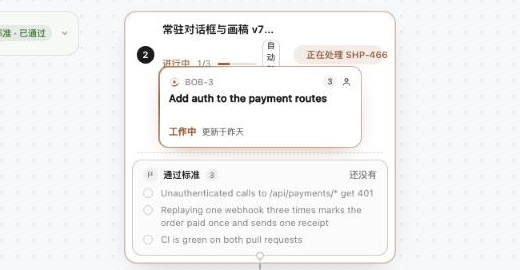 标准 · 已通过
常驻对话框与画稿 v7...
2
进行中 1/3
自动
正在处理 SHP-466
BOB-3
3
Add auth to the payment routes
工作中 更新于昨天
通过标准 3
还没有
Unauthenticated calls to /api/payments/* get 401
Replaying one webhook three times marks the
order paid once and sends one receipt
CI is green on both pull requests